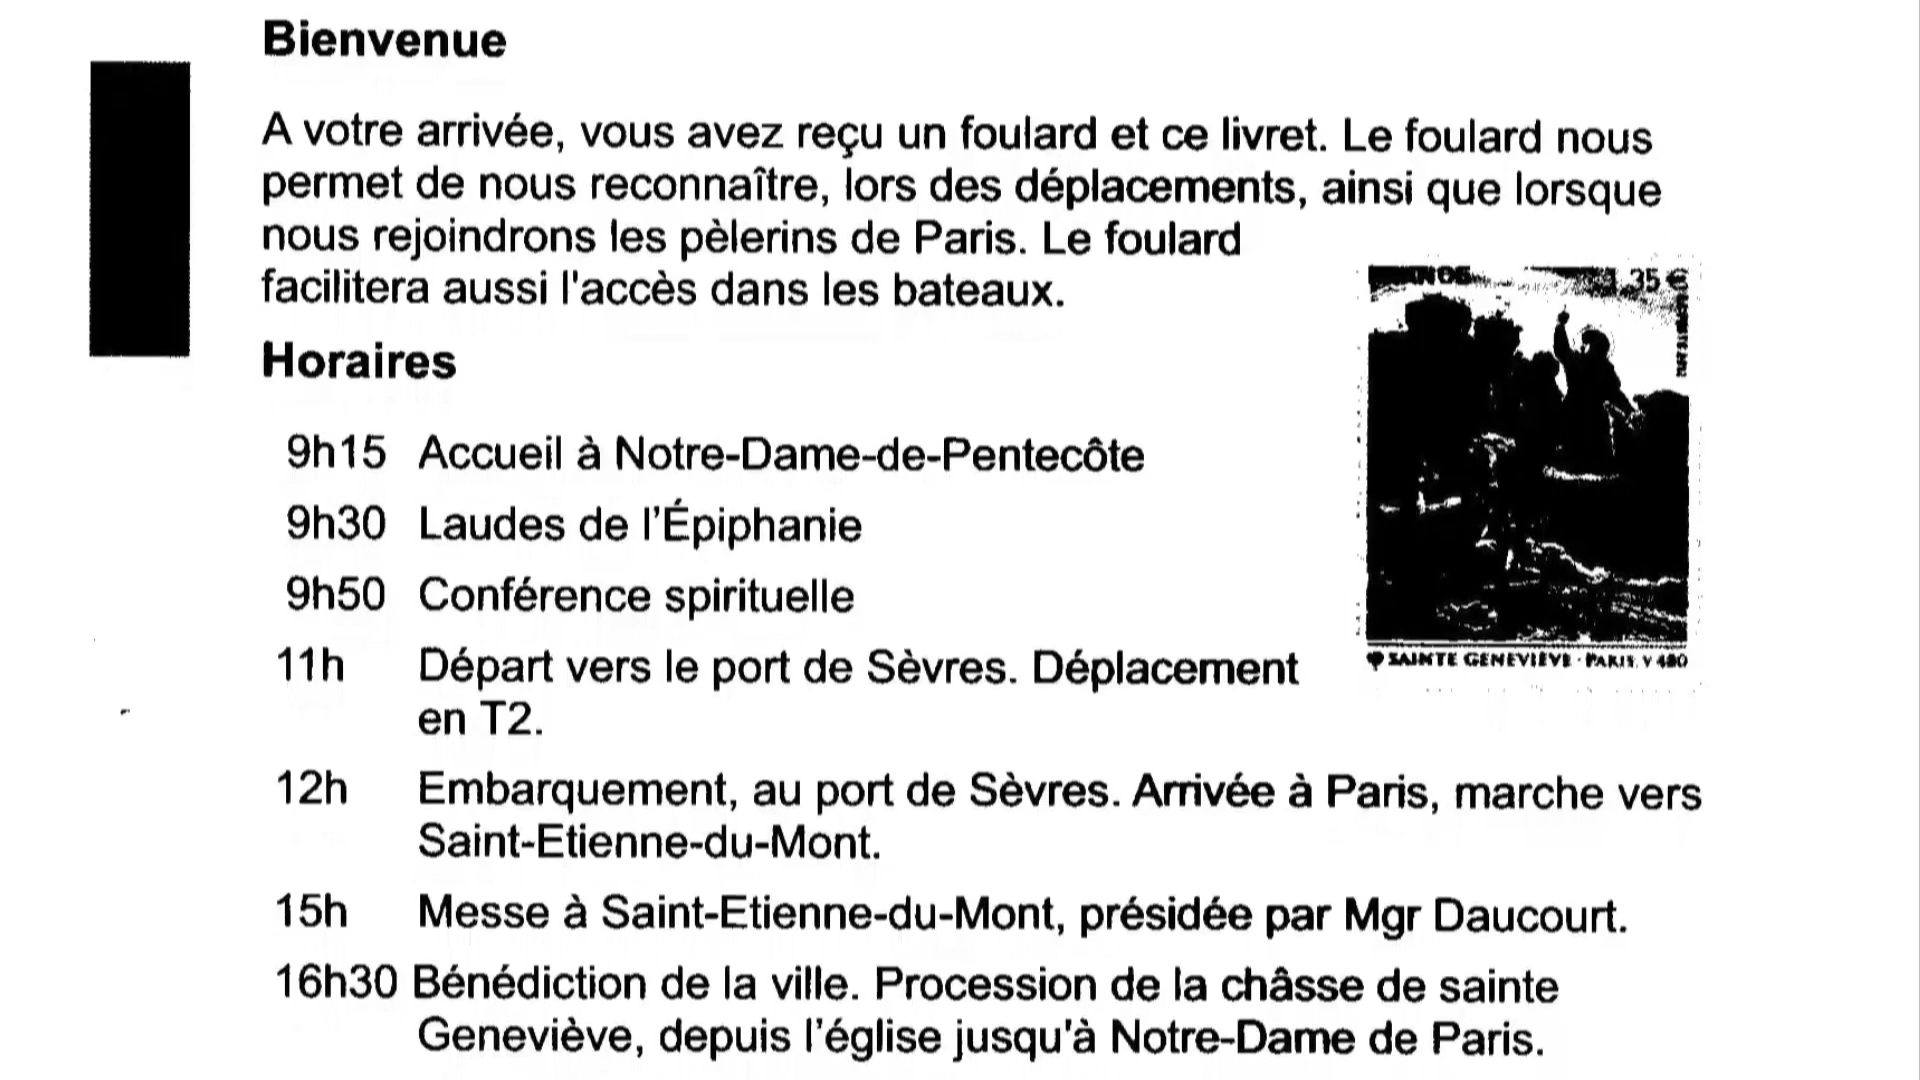 Bienvenue
A votre arrivée, vous avez reçu un foulard et ce livret. Le foulard nous
permet de nous reconnaître, lors des déplacements, ainsi que lorsque
nous rejoindrons les pèlerins de Paris. Le foulard
facilitera aussi l'accès dans les bateaux.
1,35 €
Horaires
9h15 Accueil à Notre-Dame-de-Pentecôte
9h30 Laudes de l'Épiphanie
9h50 Conférence spirituelle
11h Départ vers le port de Sèvres. Déplacement
en T2.
SAINTE GENEVIÈVE · PARIS, V 480
12h Embarquement, au port de Sèvres. Arrivée à Paris, marche vers
Saint-Etienne-du-Mont.
15h Messe à Saint-Etienne-du-Mont, présidée par Mgr Daucourt.
16h30 Bénédiction de la ville. Procession de la châsse de sainte
Geneviève, depuis l'église jusqu'à Notre-Dame de Paris.